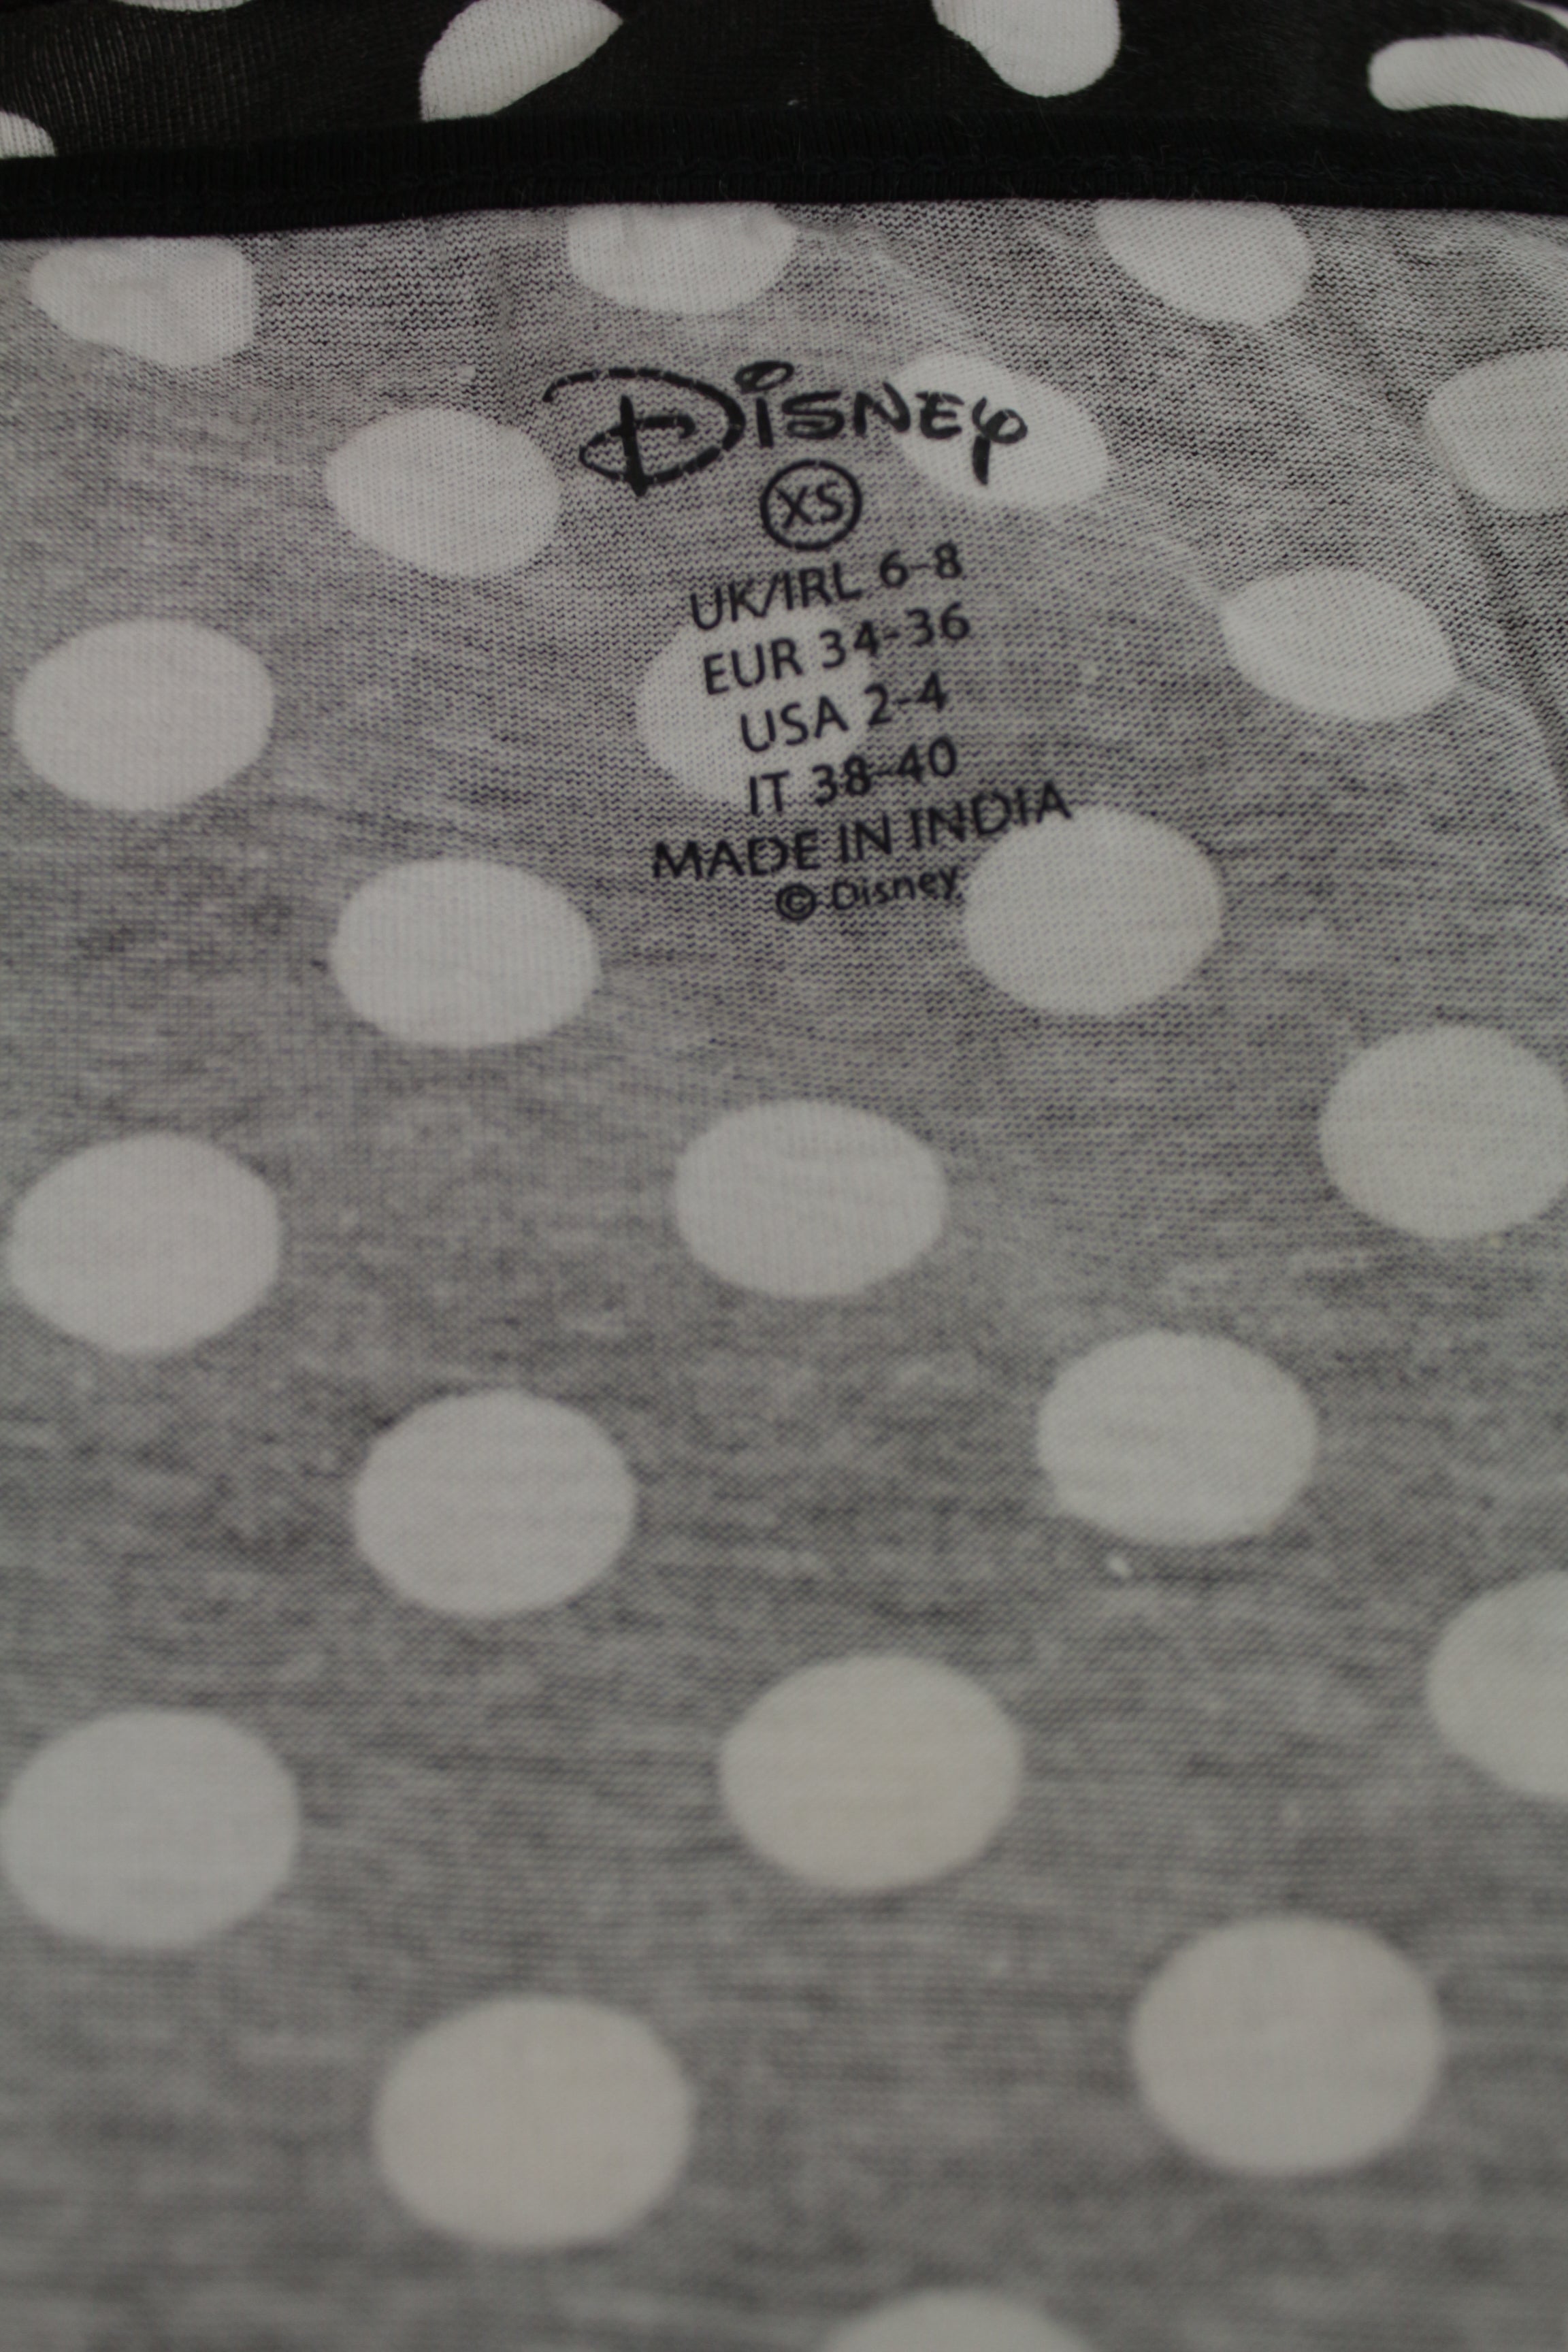 Disney
XS
UK/IRL 6-8
EUR 34-36
USA 2-4
IT 38-40
MADE IN INDIA
© Disney